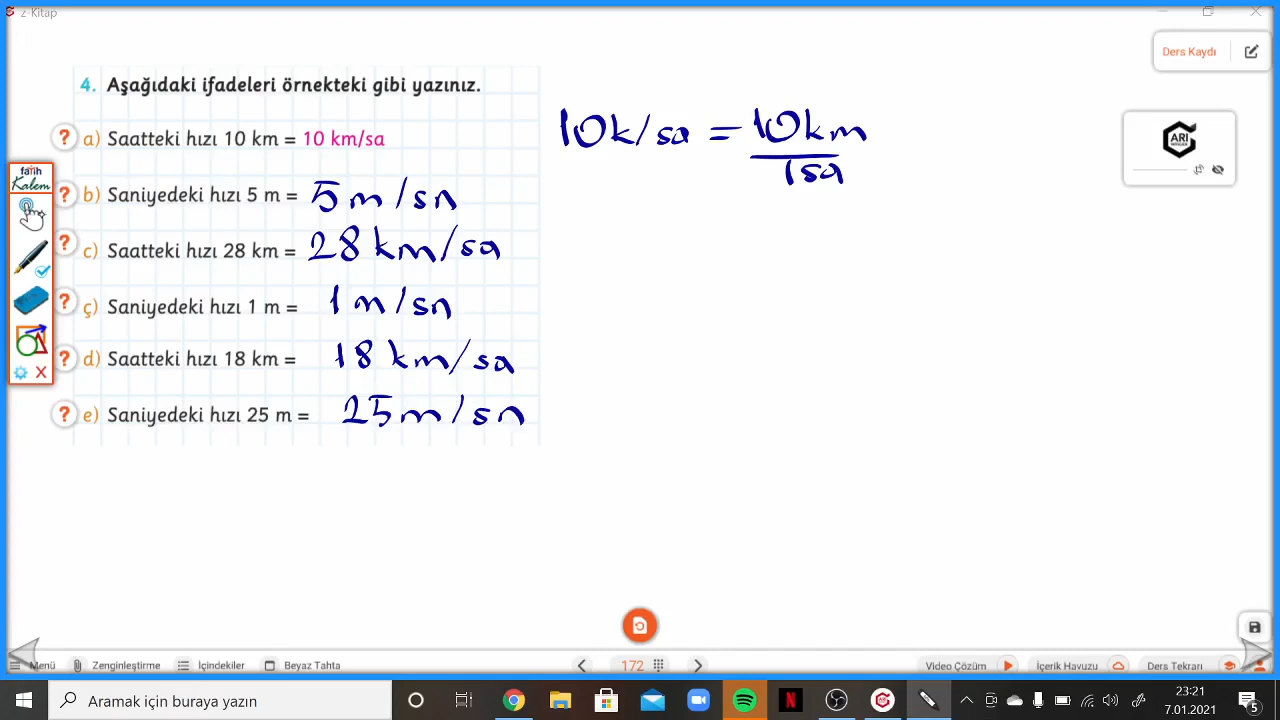 z-Kitap
Ders Kaydı
4. Aşağıdaki ifadeleri örnekteki gibi yazınız.
? a) Saatteki hızı 10 km = 10 km/sa
10k/sa = 10km
1sa
ARI
fatih
Kalem
? b) Saniyedeki hızı 5 m = 5 m/sn
? c) Saatteki hızı 28 km = 28 km/sa
? ç) Saniyedeki hızı 1 m = 1 m/sn
? d) Saatteki hızı 18 km = 18 km/sa
? e) Saniyedeki hızı 25 m = 25 m/sn
Menü Zenginleştirme İçindekiler Beyaz Tahta 172 Video Çözüm İçerik Havuzu Ders Tekrarı
Aramak için buraya yazın
23:21
7.01.2021
5